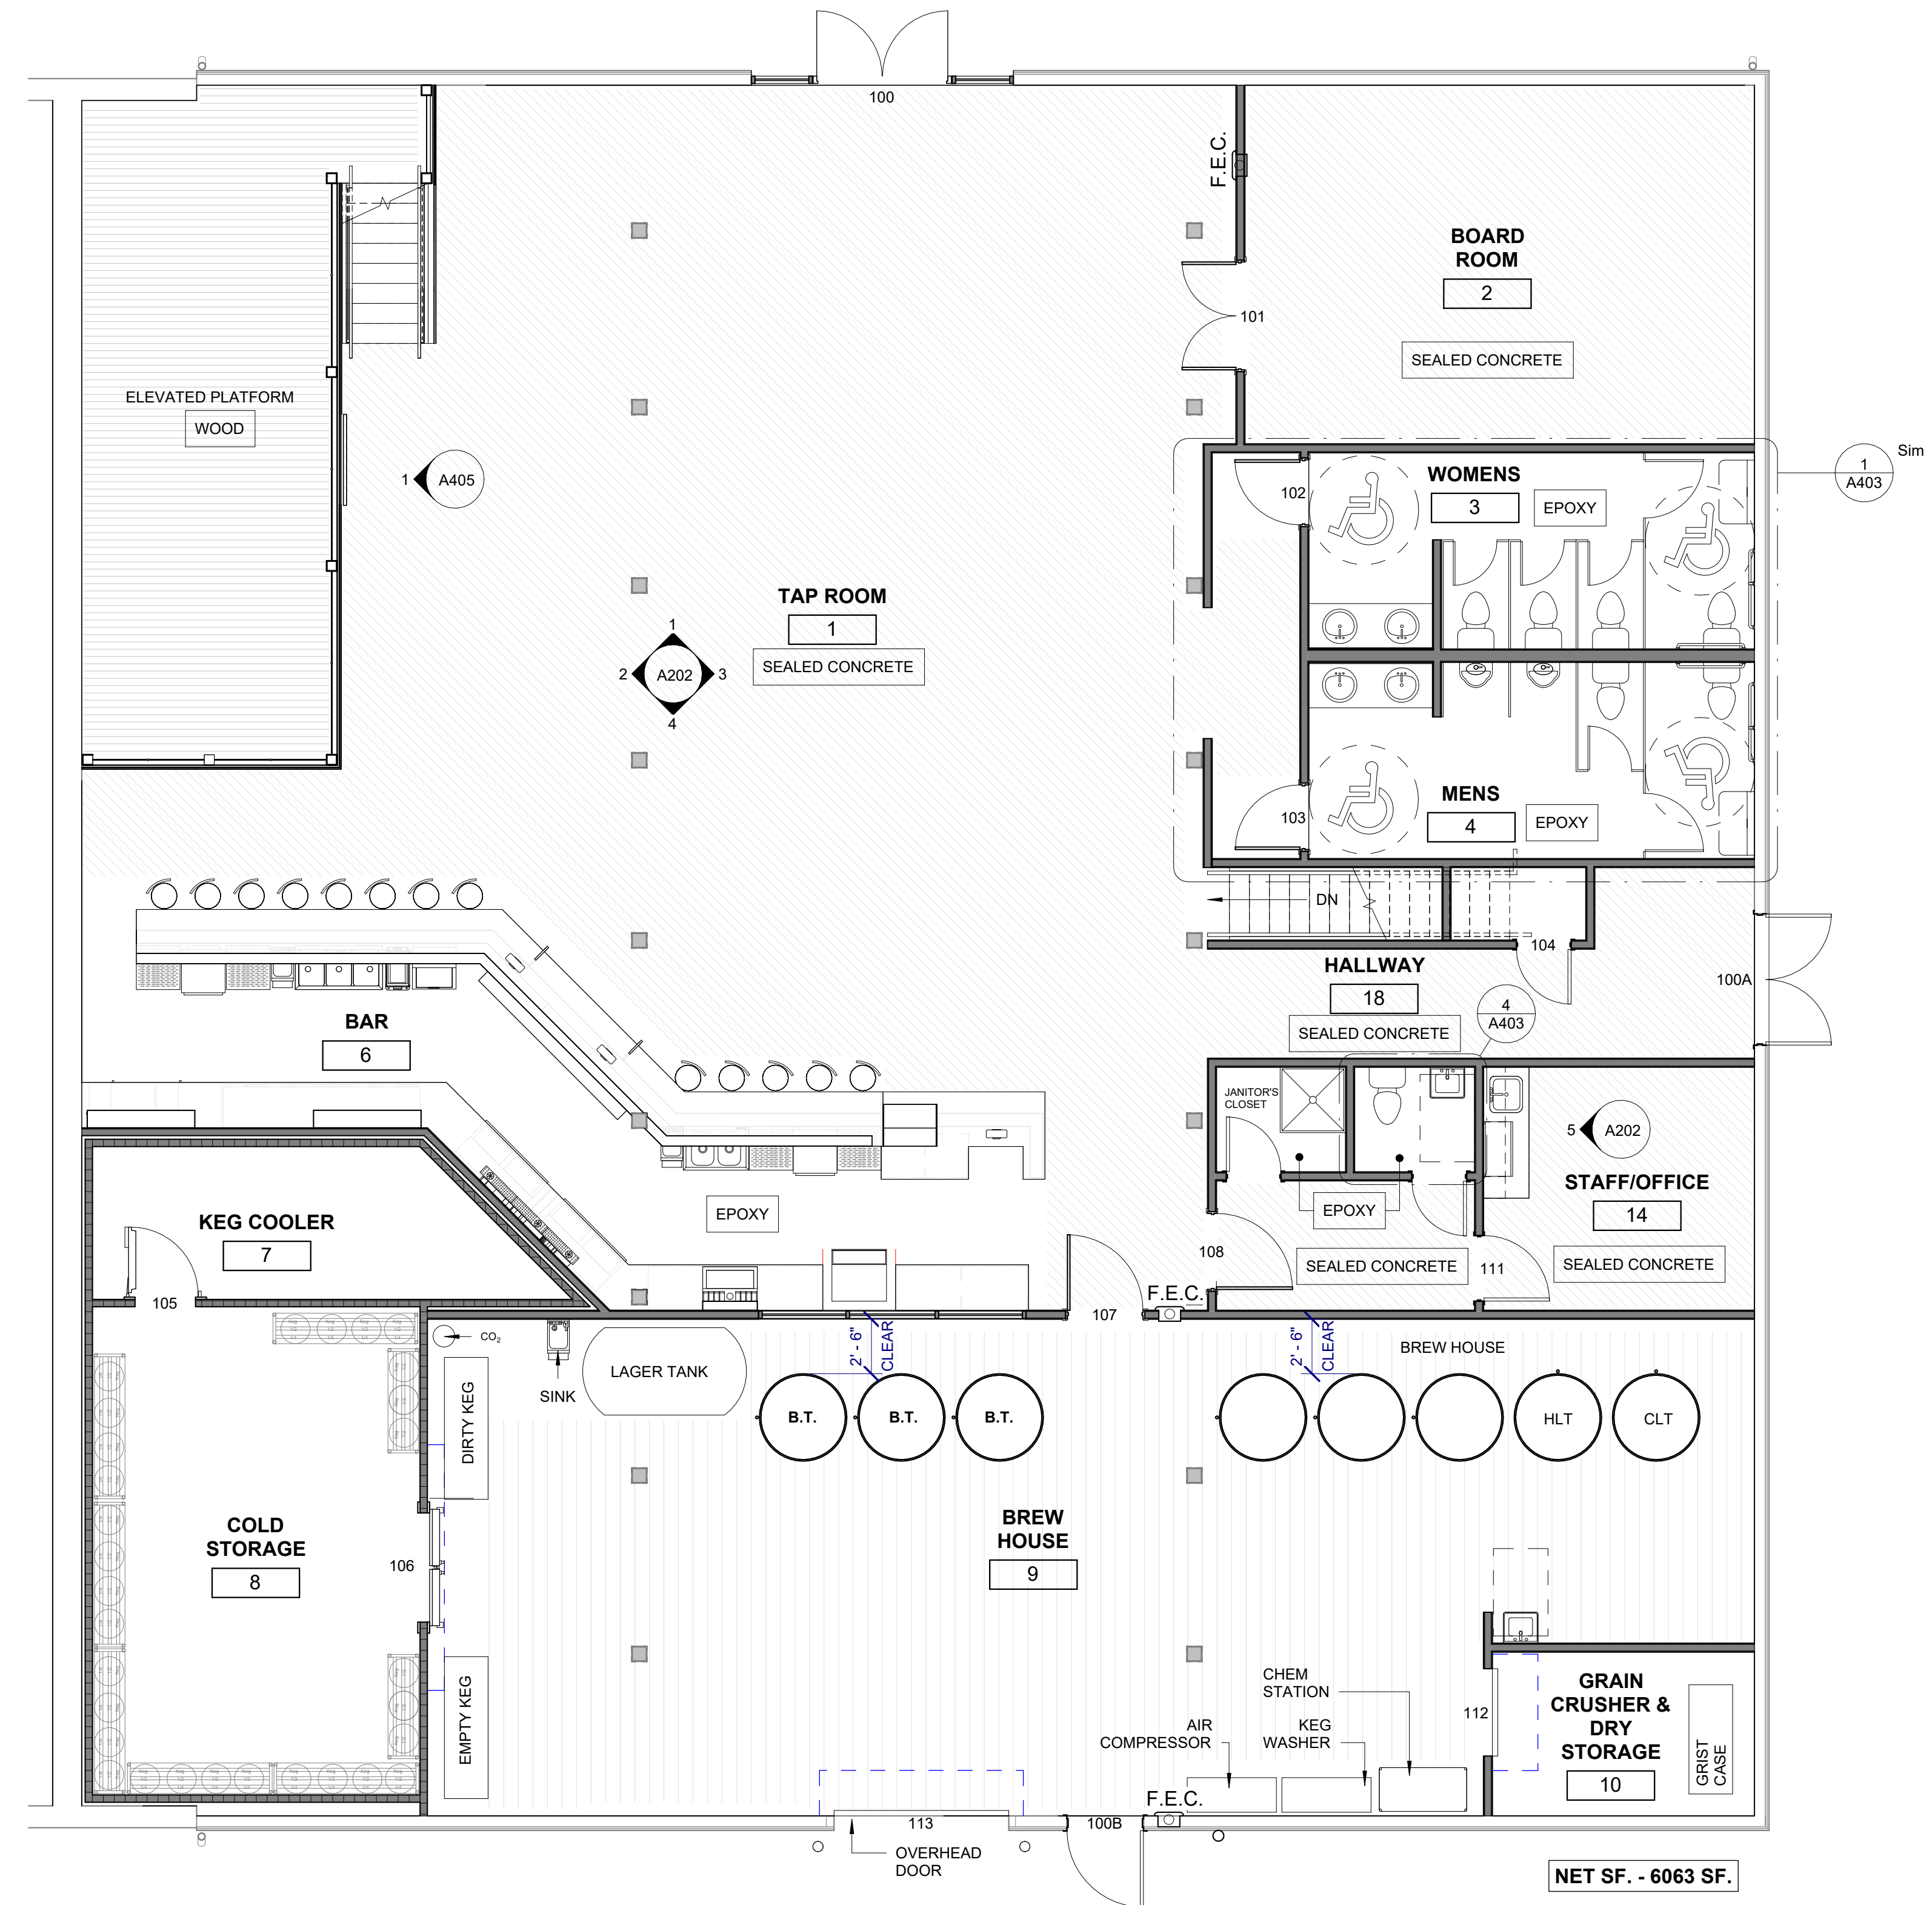 100
F.E.C.
BOARD
ROOM
2
101
SEALED CONCRETE
ELEVATED PLATFORM
WOOD
1
A405
Sim
1
A403
WOMENS
3
EPOXY
102
TAP ROOM
1
SEALED CONCRETE
1
2
A202
3
4
MENS
4
EPOXY
103
DN
104
HALLWAY
18
SEALED CONCRETE
100A
4
A403
BAR
6
JANITOR'S
CLOSET
5
A202
STAFF/OFFICE
14
SEALED CONCRETE
EPOXY
EPOXY
SEALED CONCRETE
108
111
KEG COOLER
7
105
F.E.C.
107
CO2
SINK
LAGER TANK
2' - 6"
CLEAR
2' - 6"
CLEAR
BREW HOUSE
DIRTY KEG
B.T.
B.T.
B.T.
HLT
CLT
COLD
STORAGE
8
106
BREW
HOUSE
9
EMPTY KEG
CHEM
STATION
AIR
COMPRESSOR
KEG
WASHER
112
GRAIN
CRUSHER &
DRY
STORAGE
10
GRIST
CASE
F.E.C.
113
100B
OVERHEAD
DOOR
NET SF. - 6063 SF.